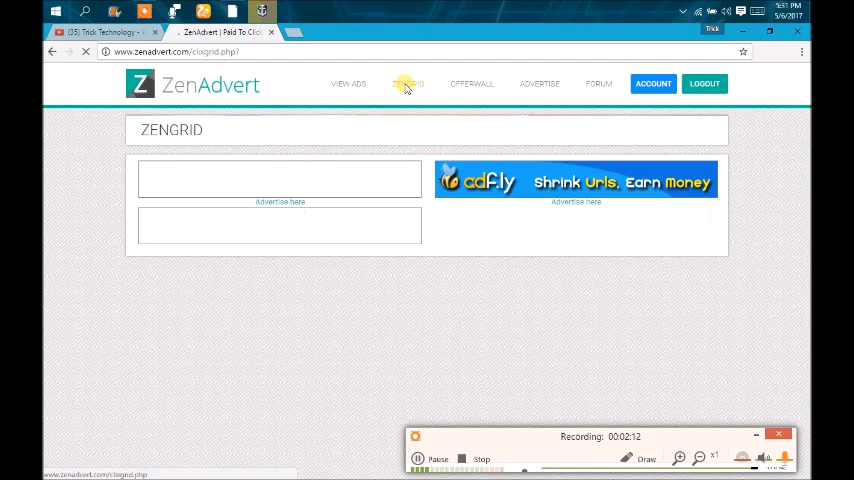 5:31 PM
5/6/2017
Trick
(35) Trick Technology - Y
ZenAdvert | Paid To Click
www.zenadvert.com/clixgrid.php?
Z ZenAdvert
VIEW ADS
ZENGRID
OFFERWALL
ADVERTISE
FORUM
ACCOUNT
LOGOUT
ZENGRID
adf.ly Shrink Urls. Earn Money
Advertise here
Advertise here
Recording: 00:02:12
Pause
Stop
Draw
x1
www.zenadvert.com/clixgrid.php